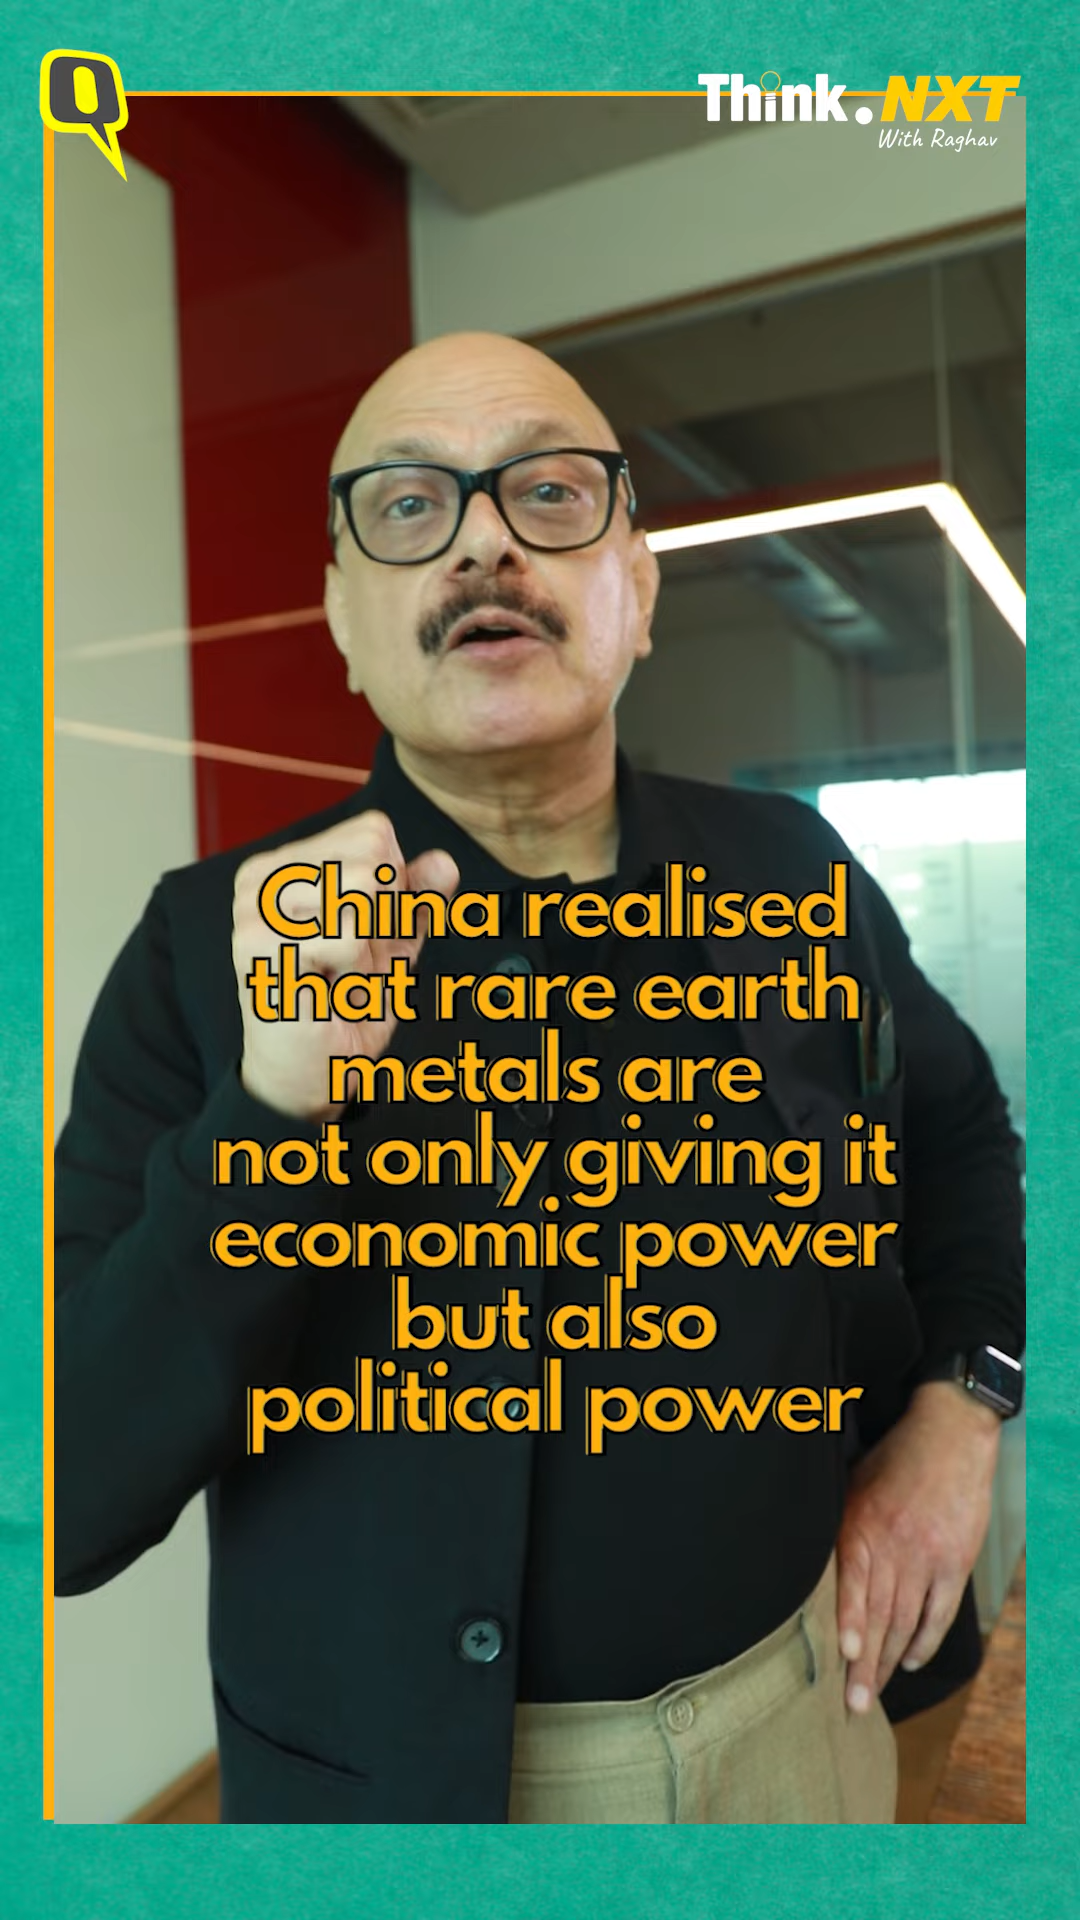 Q
Think.NXT
With Raghav
China realised
that rare earth
metals are
not only giving it
economic power
but also
political power